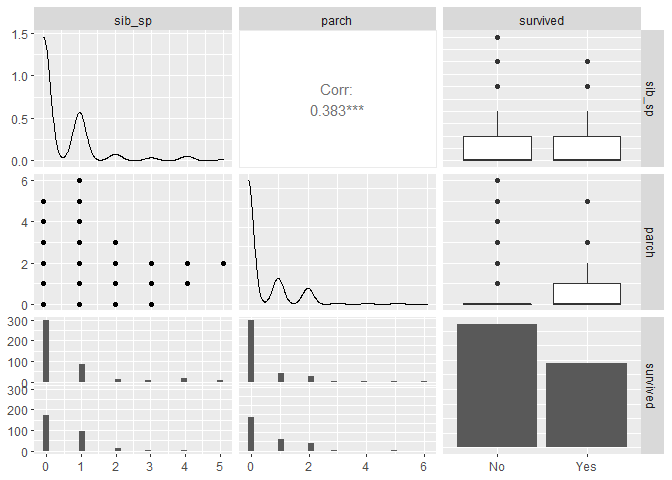 sib_sp parch survived
1.5
1.0
0.5
0.0
Corr:
0.383***
sib_sp
6
4
2
0
parch
300
200
100
0
300
200
100
0
survived
0 1 2 3 4 5 0 2 4 6 No Yes